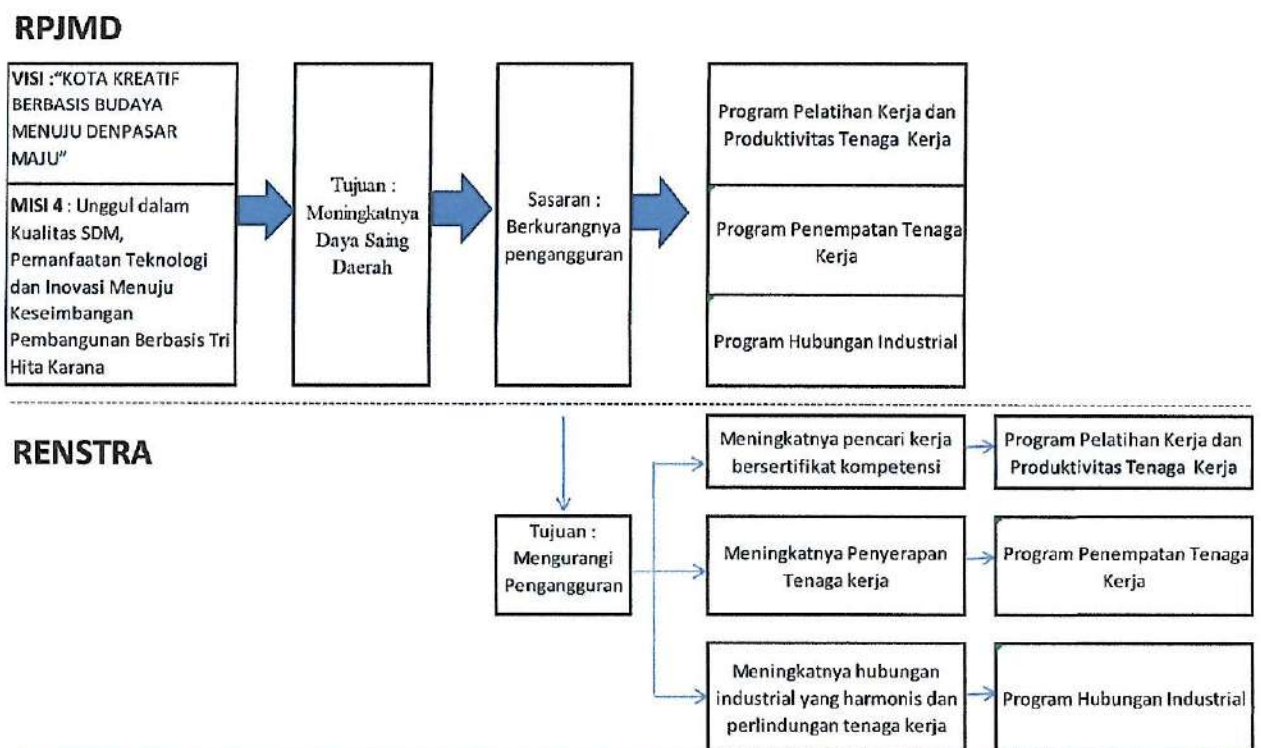 RPJMD
VISI :"KOTA KREATIF
BERBASIS BUDAYA
MENUJU DENPASAR
MAJU"
MISI 4 : Unggul dalam
Kualitas SDM,
Pemanfaatan Teknologi
dan Inovasi Menuju
Keseimbangan
Pembangunan Berbasis Tri
Hita Karana
Tujuan :
Meningkatnya
Daya Saing
Daerah
Sasaran :
Berkurangnya
pengangguran
Program Pelatihan Kerja dan
Produktivitas Tenaga Kerja
Program Penempatan Tenaga
Kerja
Program Hubungan Industrial
RENSTRA
Tujuan :
Mengurangi
Pengangguran
Meningkatnya pencari kerja
bersertifikat kompetensi
Program Pelatihan Kerja dan
Produktivitas Tenaga Kerja
Meningkatnya Penyerapan
Tenaga kerja
Program Penempatan Tenaga
Kerja
Meningkatnya hubungan
industrial yang harmonis dan
perlindungan tenaga kerja
Program Hubungan Industrial